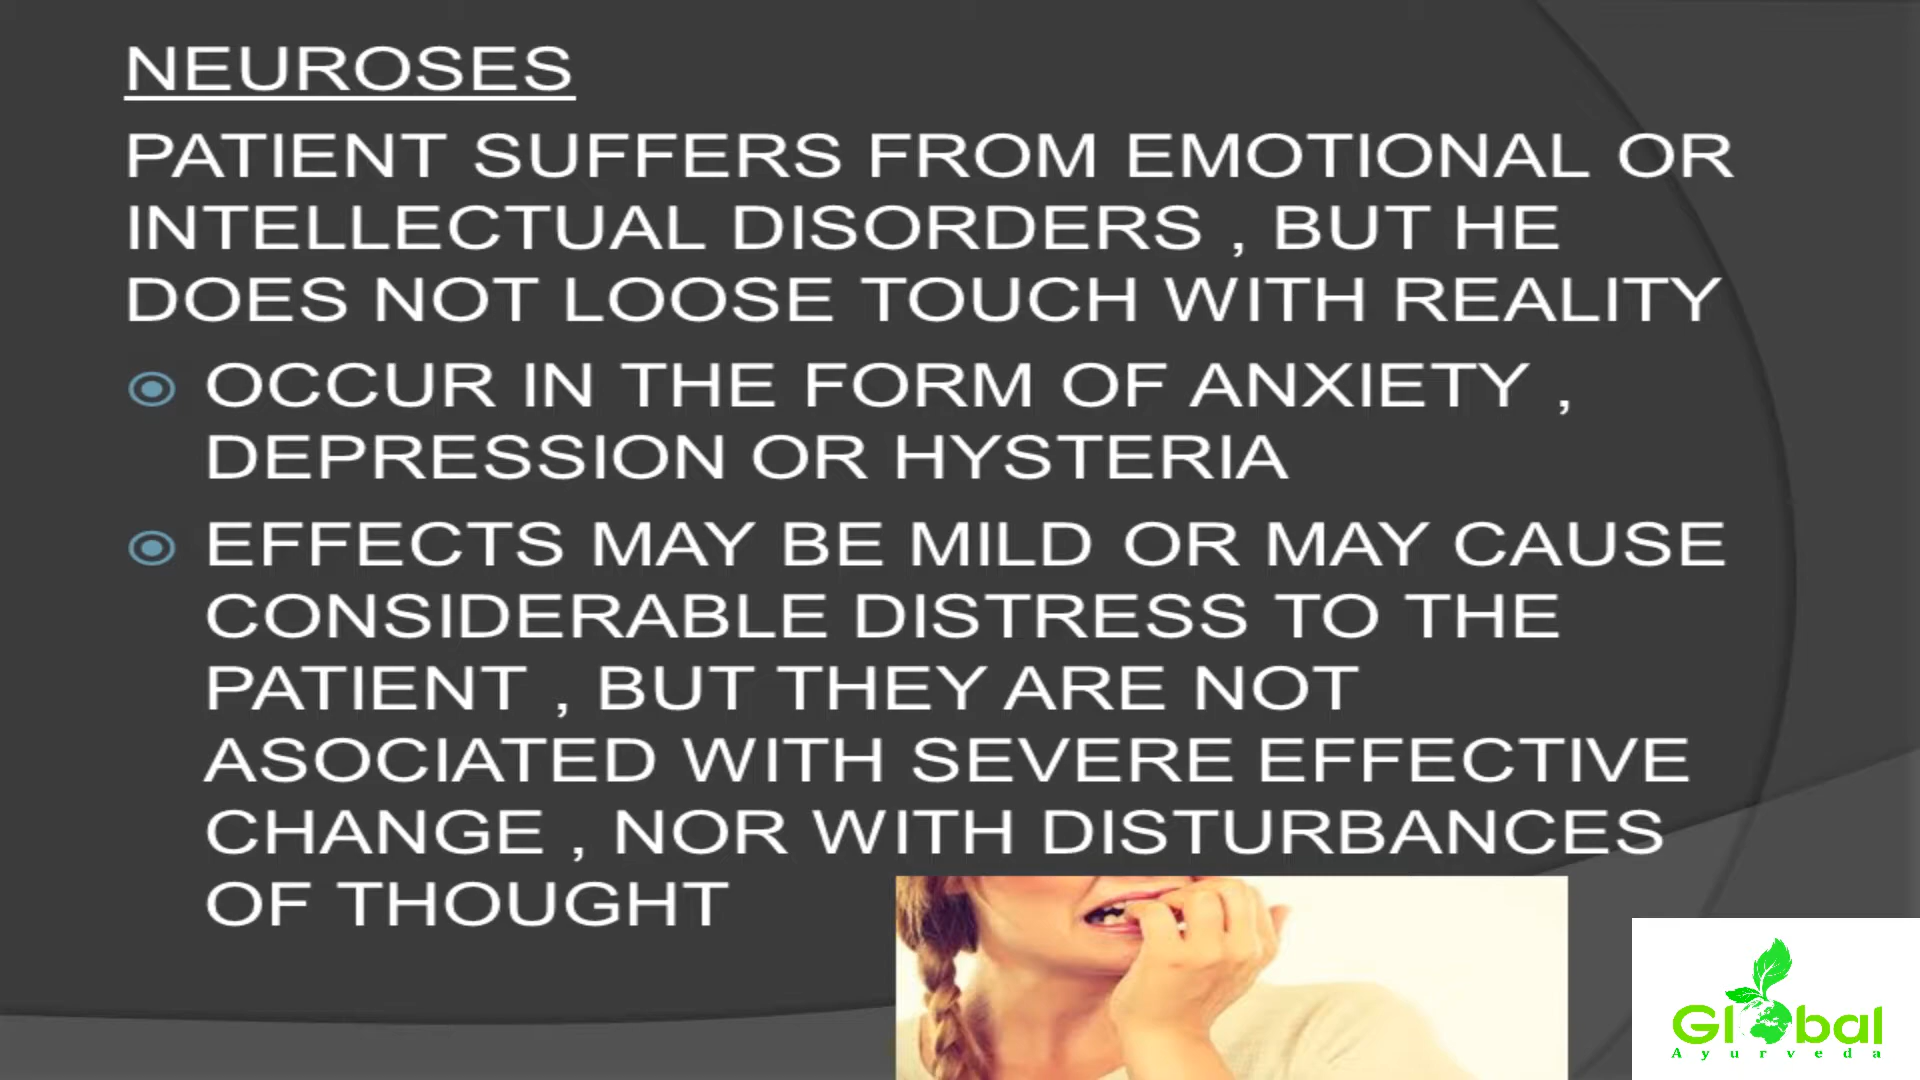 NEUROSES
PATIENT SUFFERS FROM EMOTIONAL OR
INTELLECTUAL DISORDERS , BUT HE
DOES NOT LOOSE TOUCH WITH REALITY
OCCUR IN THE FORM OF ANXIETY ,
DEPRESSION OR HYSTERIA
EFFECTS MAY BE MILD OR MAY CAUSE
CONSIDERABLE DISTRESS TO THE
PATIENT , BUT THEY ARE NOT
ASOCIATED WITH SEVERE EFFECTIVE
CHANGE , NOR WITH DISTURBANCES
OF THOUGHT
Global
Ayurveda